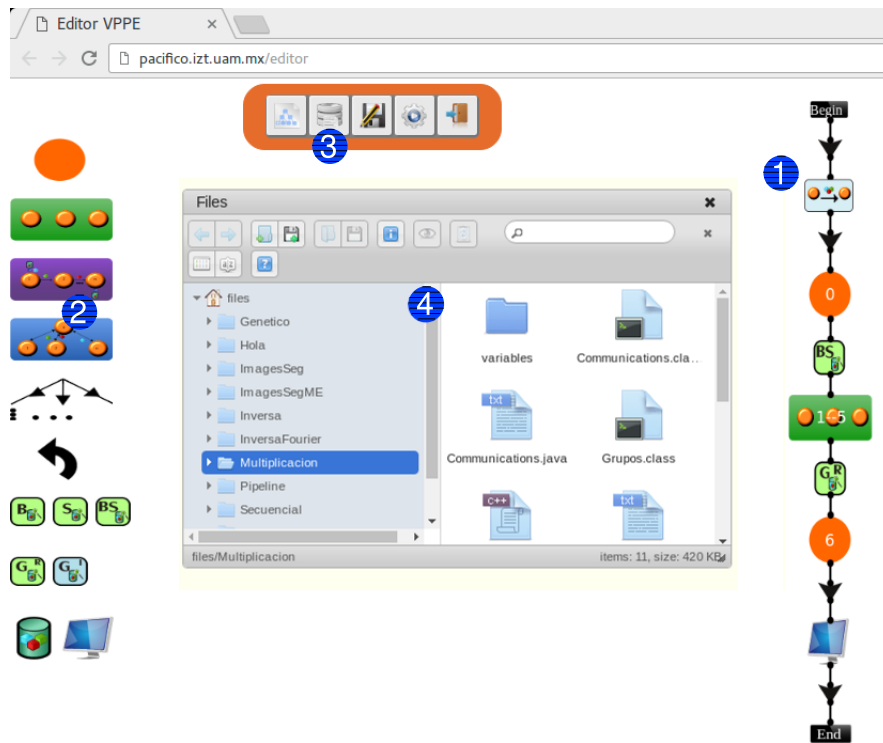 Editor VPPE
pacifico.izt.uam.mx/editor
Begin
3
1
Files
2
4
files
Genetico
Hola
ImagesSeg
ImagesSegME
Inversa
InversaFourier
Multiplicacion
Pipeline
Secuencial
variables
Communications.cla...
txt
Communications.java
Grupos.class
C++
txt
files/Multiplicacion
items: 11, size: 420 KB
B
S
BS
G R
G I
0
BS
1--5
G R
6
End